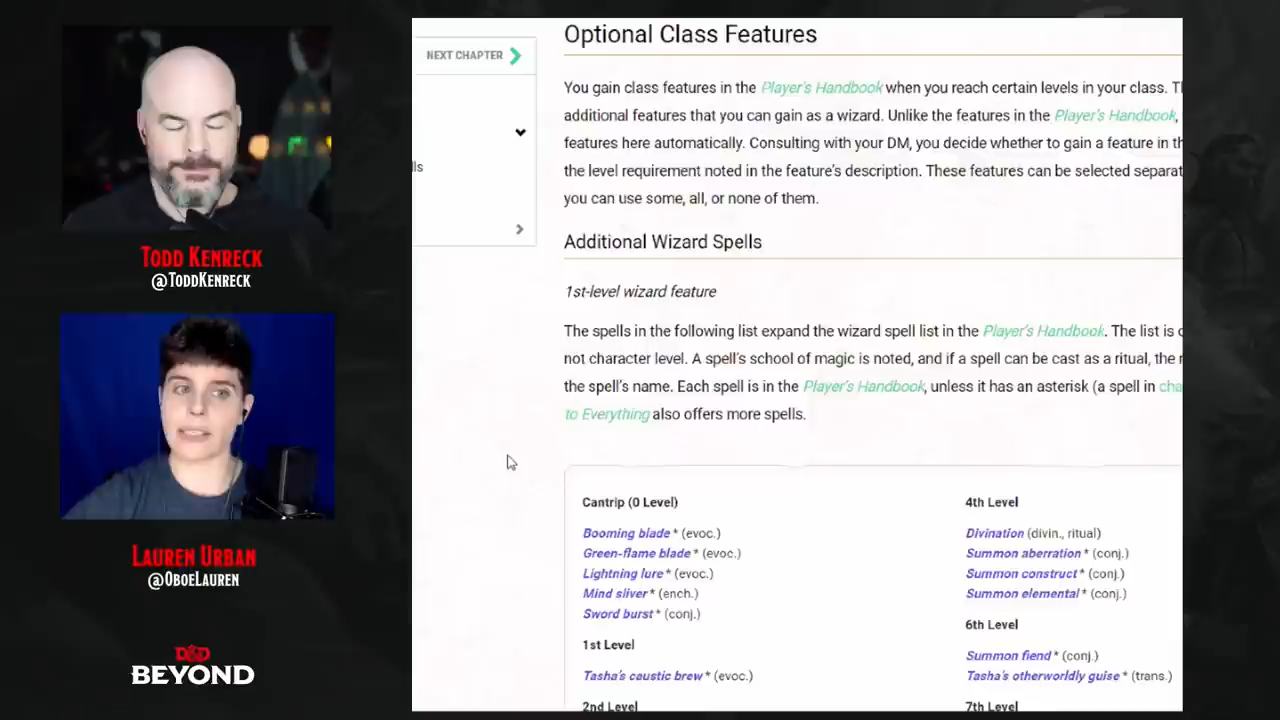 TODD KENRECK
@TODDKENRECK
LAUREN URBAN
@OBOELAUREN
D&D
BEYOND
NEXT CHAPTER
lls
Optional Class Features
You gain class features in the Player's Handbook when you reach certain levels in your class.
additional features that you can gain as a wizard. Unlike the features in the Player's Handbook,
features here automatically. Consulting with your DM, you decide whether to gain a feature in
the level requirement noted in the feature's description. These features can be selected
you can use some, all, or none of them.
Additional Wizard Spells
1st-level wizard feature
The spells in the following list expand the wizard spell list in the Player's Handbook. The list is
not character level. A spell's school of magic is noted, and if a spell can be cast as a ritual, the
the spell's name. Each spell is in the Player's Handbook, unless it has an asterisk (a spell in
to Everything also offers more spells.
Cantrip (0 Level)
Booming blade * (evoc.)
Green-flame blade * (evoc.)
Lightning lure * (evoc.)
Mind sliver * (ench.)
Sword burst * (conj.)
1st Level
Tasha's caustic brew * (evoc.)
2nd Level
4th Level
Divination (divin., ritual)
Summon aberration * (conj.)
Summon construct * (conj.)
Summon elemental * (conj.)
6th Level
Summon fiend * (conj.)
Tasha's otherworldly guise * (trans.)
7th Level